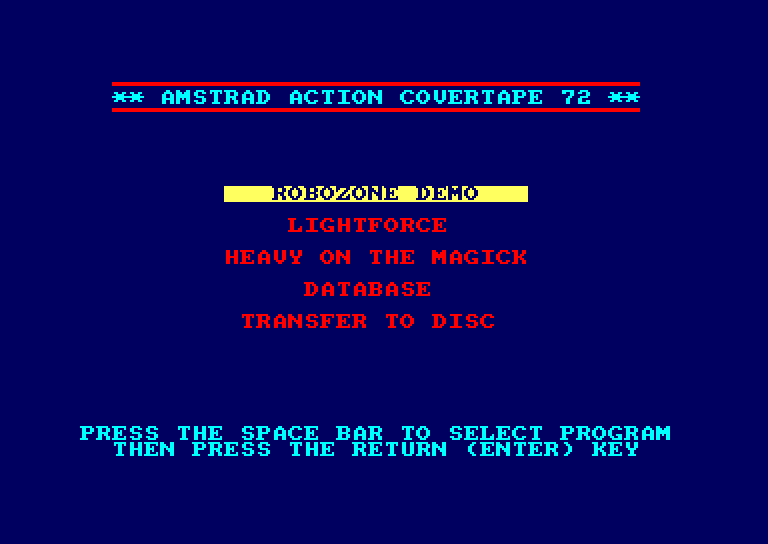 ** AMSTRAD ACTION COVERTAPE 72 **
ROBOZONE DEMO
LIGHTFORCE
HEAVY ON THE MAGICK
DATABASE
TRANSFER TO DISC
PRESS THE SPACE BAR TO SELECT PROGRAM
THEN PRESS THE RETURN (ENTER) KEY